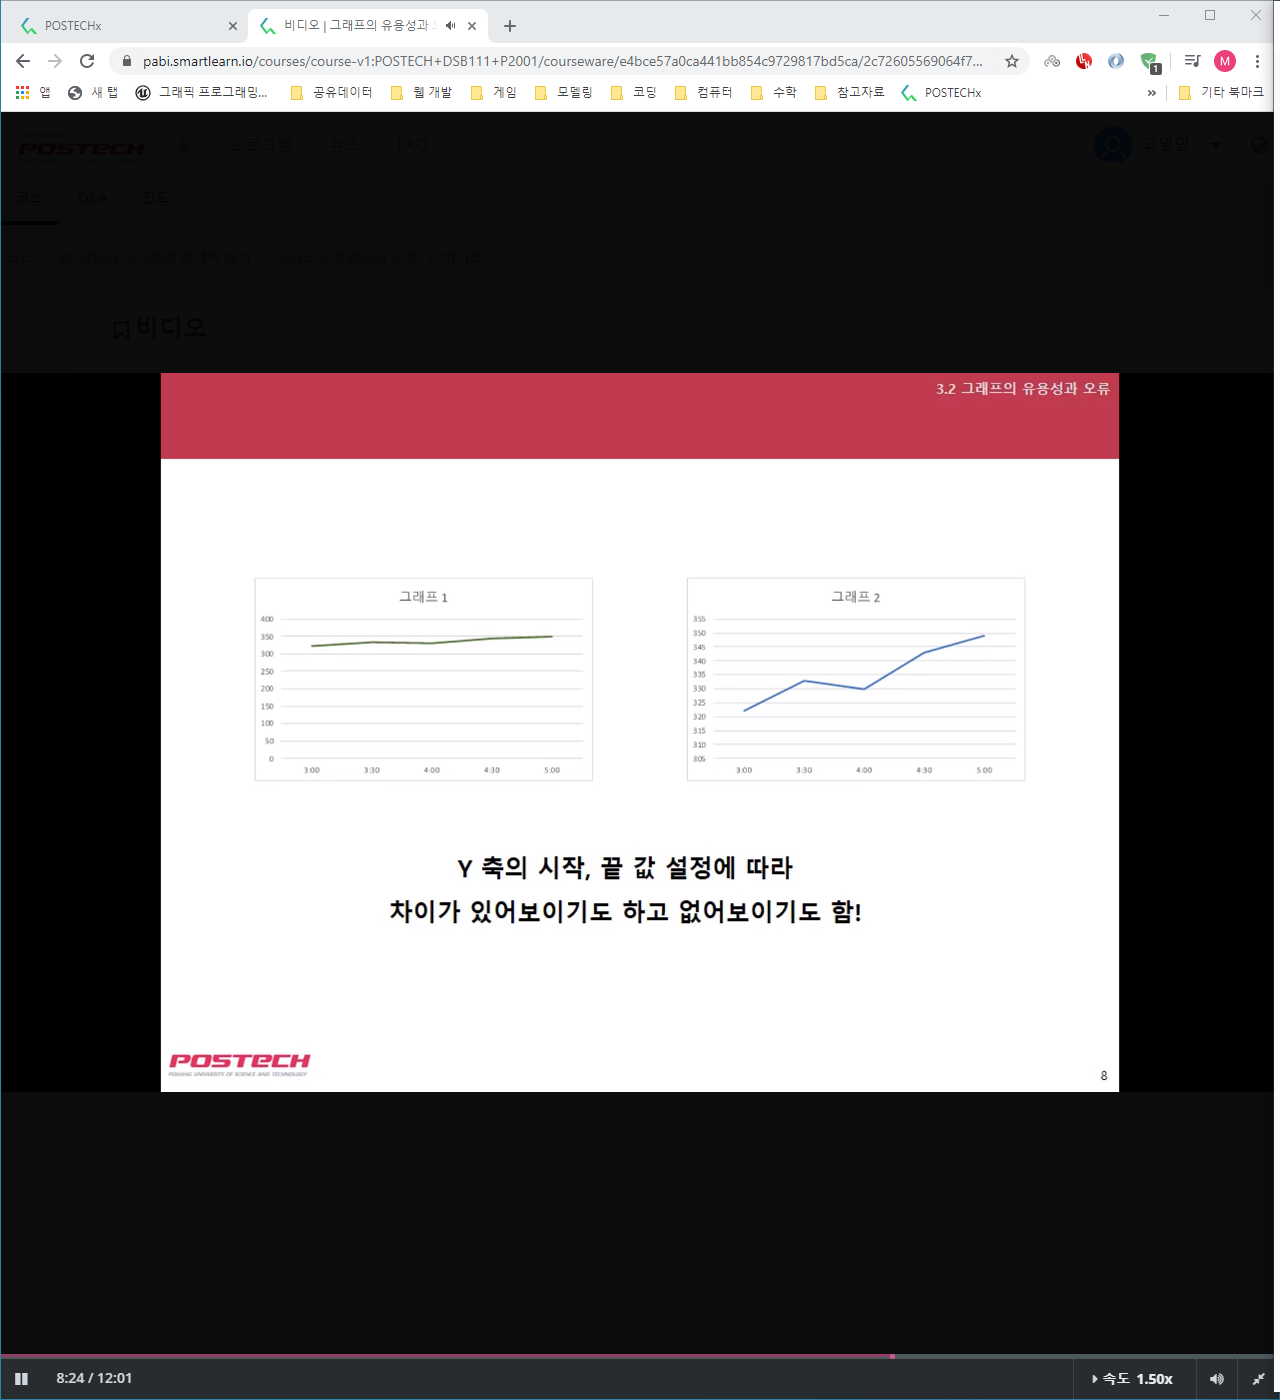 POSTECHx
비디오 | 그래프의 유용성과
pabi.smartlearn.io/courses/course-v1:POSTECH+DSB111+P2001/courseware/e4bce57a0ca441bb854c9729817bd5ca/2c72605569064f7...
1
M
앱 새 탭 그래픽 프로그래밍... 공유데이터 웹 개발 게임 모델링 코딩 컴퓨터 수학 참고자료 POSTECHx » 기타 북마크
POSTECH 홈 프로그램 뉴스 FAQ 고명인
코스 Q&A 진도
비디오
3.2 그래프의 유용성과 오류
그래프 1
400
350
300
250
200
150
100
50
0
3:00 3:30 4:00 4:30 5:00
그래프 2
355
350
345
340
335
330
325
320
315
310
305
3:00 3:30 4:00 4:30 5:00
Y 축의 시작, 끝 값 설정에 따라
차이가 있어보이기도 하고 없어보이기도 함!
POSTECH
POHANG UNIVERSITY OF SCIENCE AND TECHNOLOGY
8
8:24 / 12:01
속도 1.50x